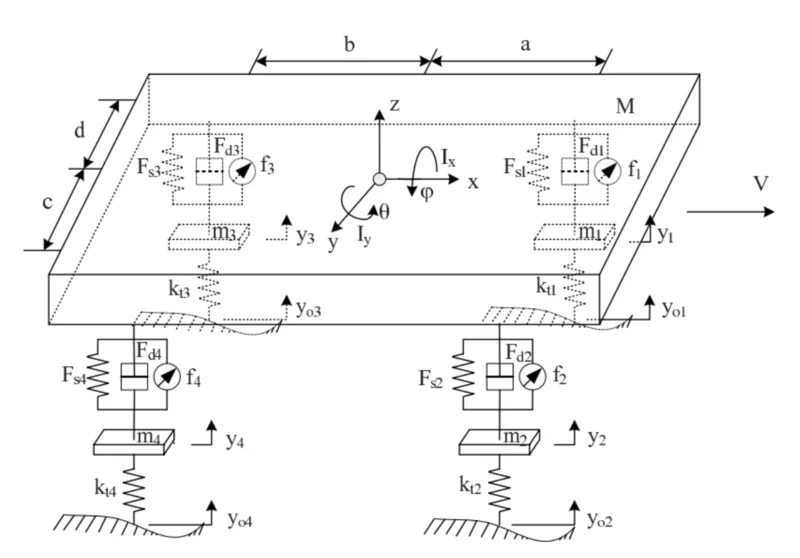 b a
z M
d
F_d3 F_d1
F_s3 f_3 I_x F_s1 f_1
x φ V
c θ
m_3 y_3 y I_y m_1 y_1
k_t3 k_t1
y_o3 y_o1
F_d4 F_d2
F_s4 f_4 F_s2 f_2
m_4 y_4 m_2 y_2
k_t4 k_t2
y_o4 y_o2